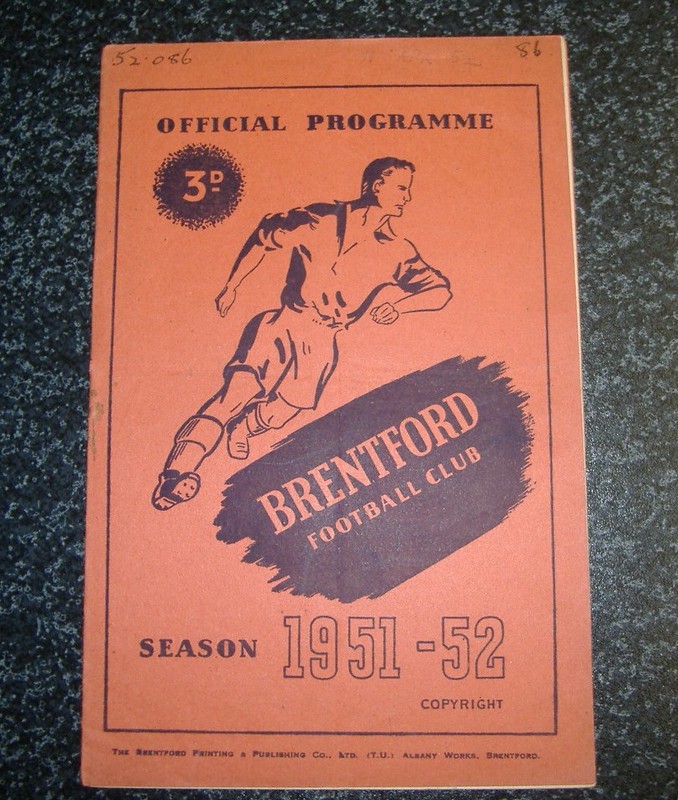 52.086
86
OFFICIAL PROGRAMME
3D
BRENTFORD
FOOTBALL CLUB
SEASON 1951-52
COPYRIGHT
THE BRENTFORD PRINTING & PUBLISHING CO., LTD. (T.U.) ALBANY WORKS, BRENTFORD.